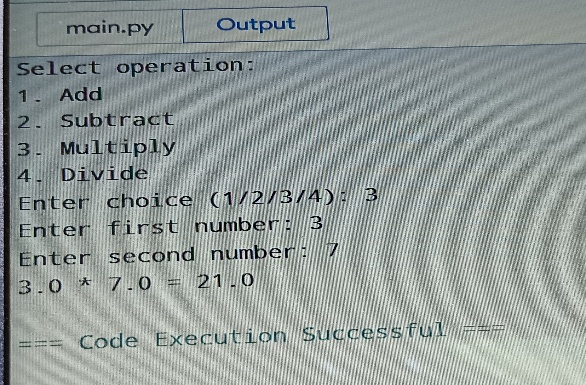 main.py Output
Select operation:
1. Add
2. Subtract
3. Multiply
4. Divide
Enter choice (1/2/3/4): 3
Enter first number: 3
Enter second number: 7
3.0 * 7.0 = 21.0
=== Code Execution Successful ===